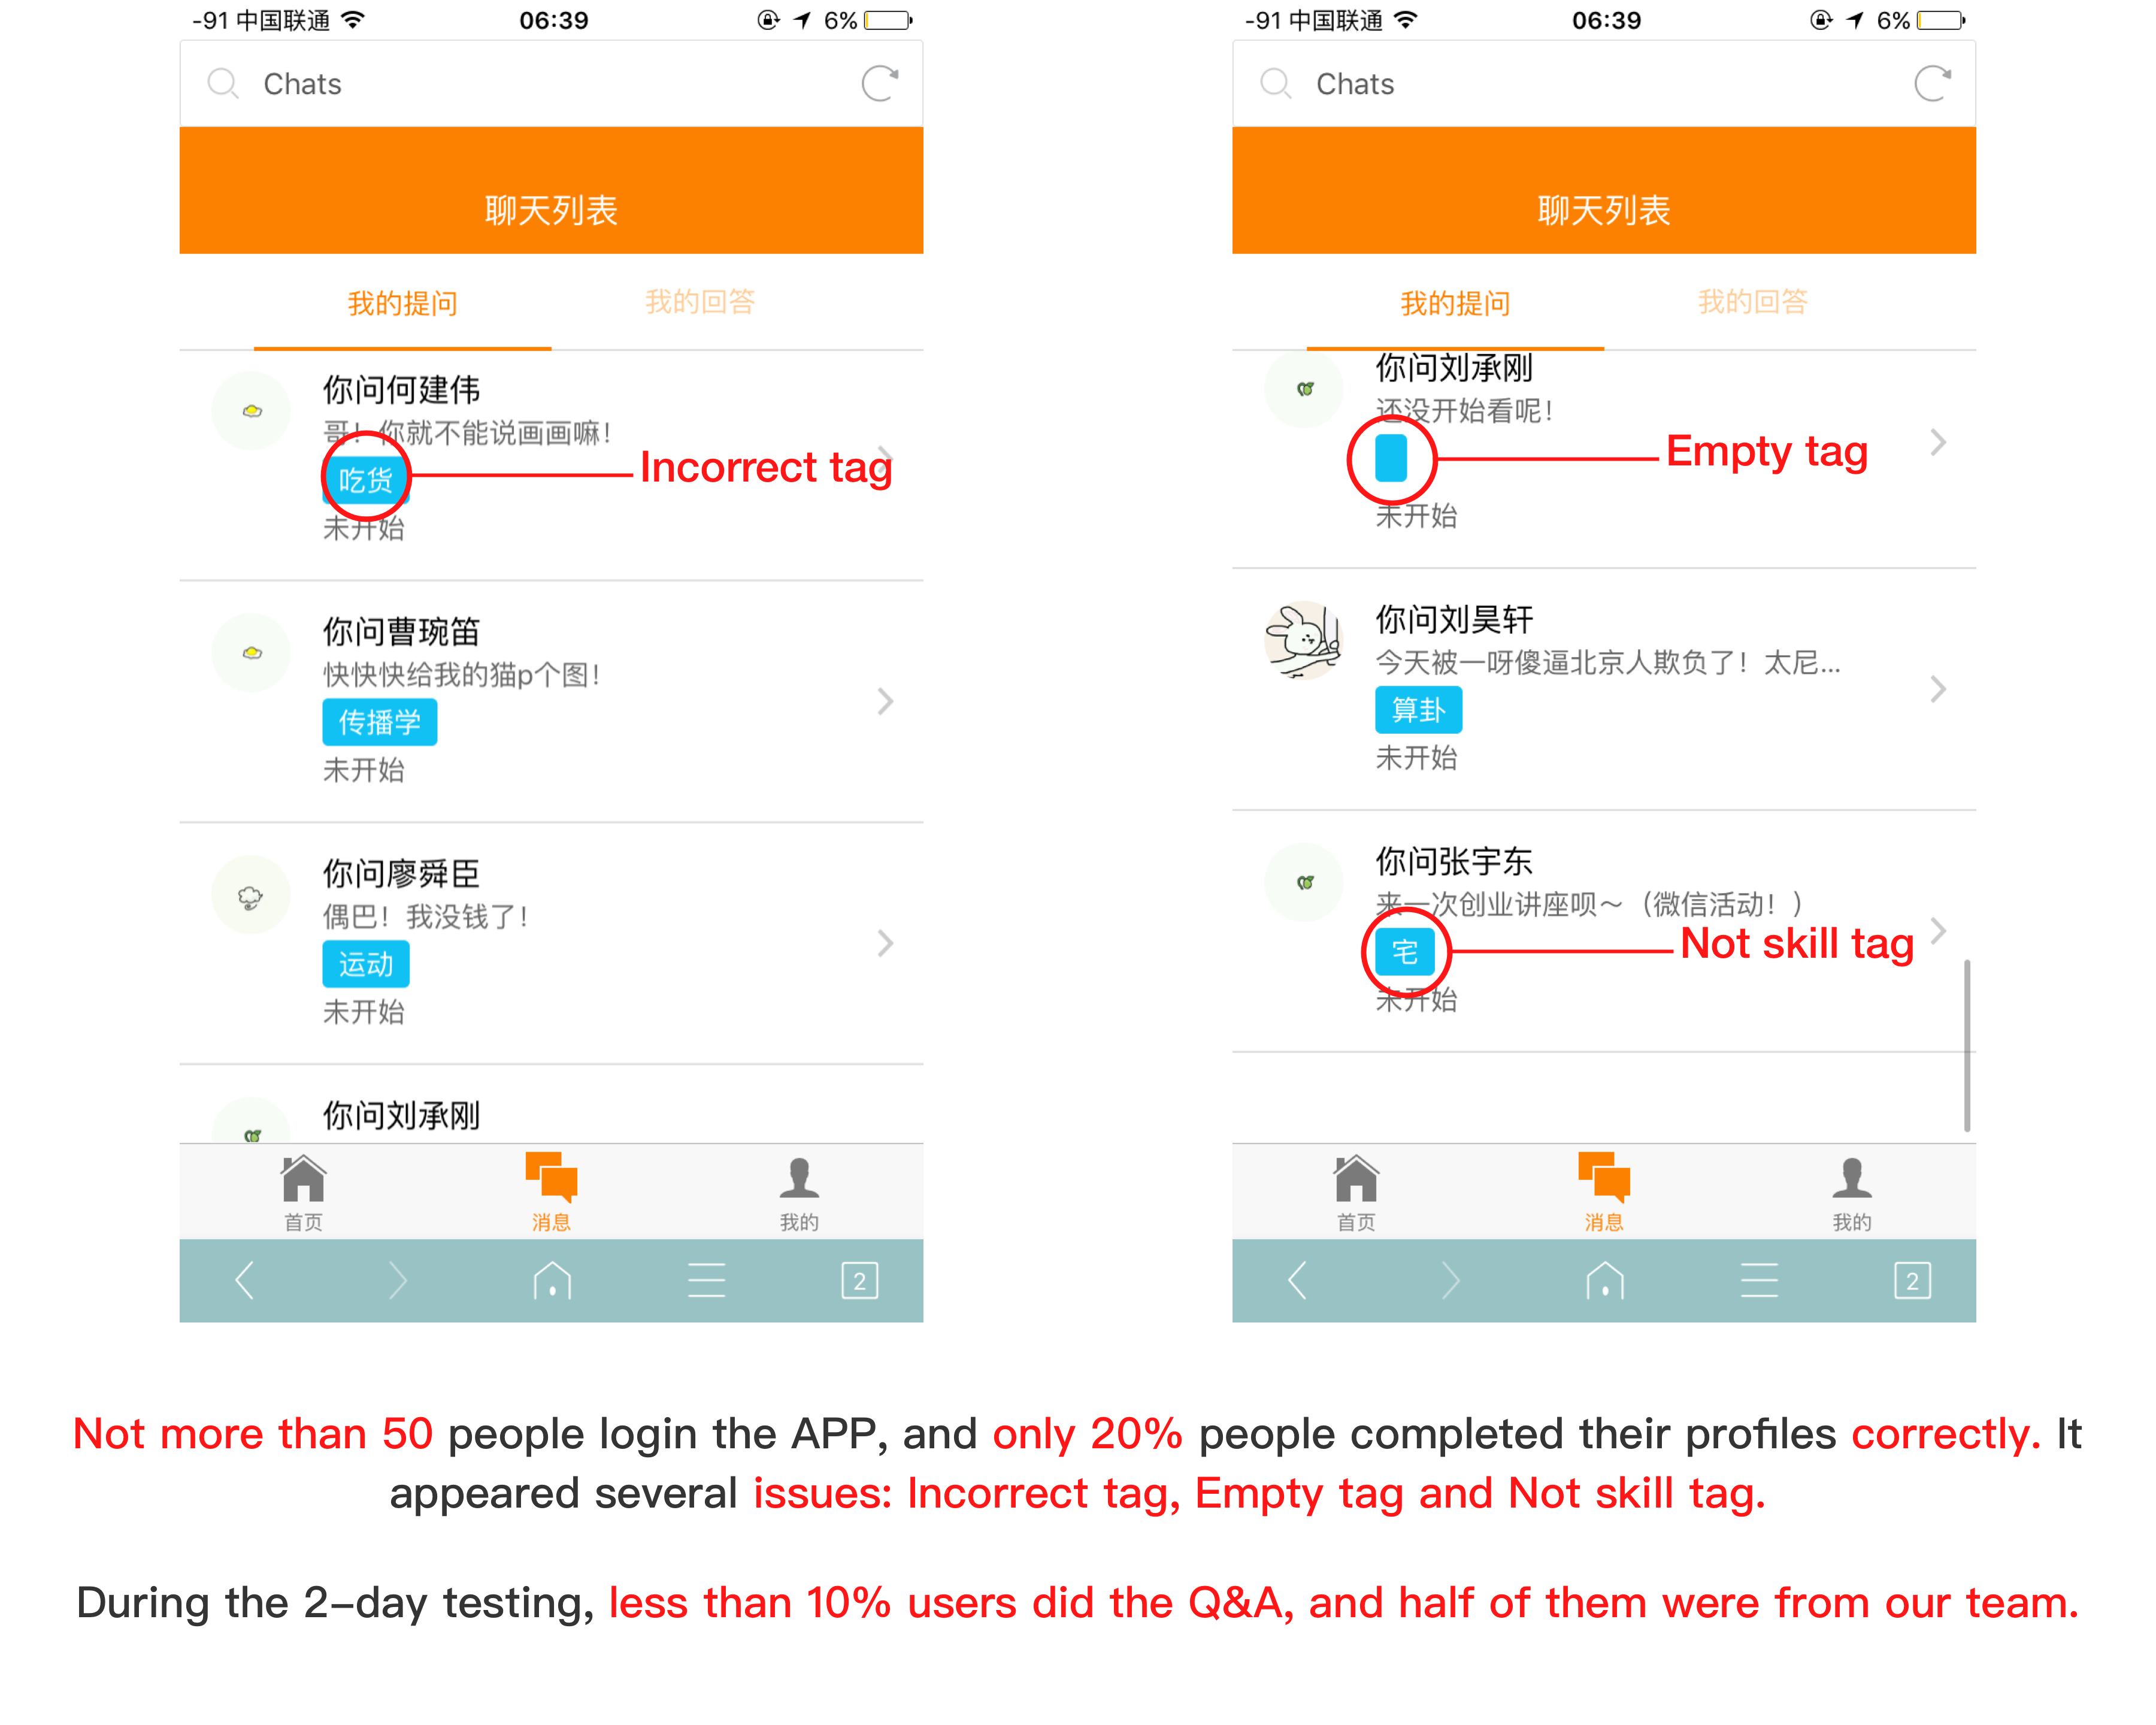 -91 中国联通 06:39 6%
Chats
聊天列表
我的提问 我的回答
你问何建伟
哥！你就不能说画画嘛！
吃货
Incorrect tag
未开始
你问曹琬笛
快快快给我的猫p个图！
传播学
未开始
你问廖舜臣
偶巴！我没钱了！
运动
未开始
你问刘承刚
首页 消息 我的
2
-91 中国联通 06:39 6%
Chats
聊天列表
我的提问 我的回答
你问刘承刚
还没开始看呢！
Empty tag
未开始
你问刘昊轩
今天被一呀傻逼北京人欺负了！太尼...
算卦
未开始
你问张宇东
来一次创业讲座呗～（微信活动！）
宅
Not skill tag
未开始
首页 消息 我的
2
Not more than 50 people login the APP, and only 20% people completed their profiles correctly. It
appeared several issues: Incorrect tag, Empty tag and Not skill tag.
During the 2-day testing, less than 10% users did the Q&A, and half of them were from our team.